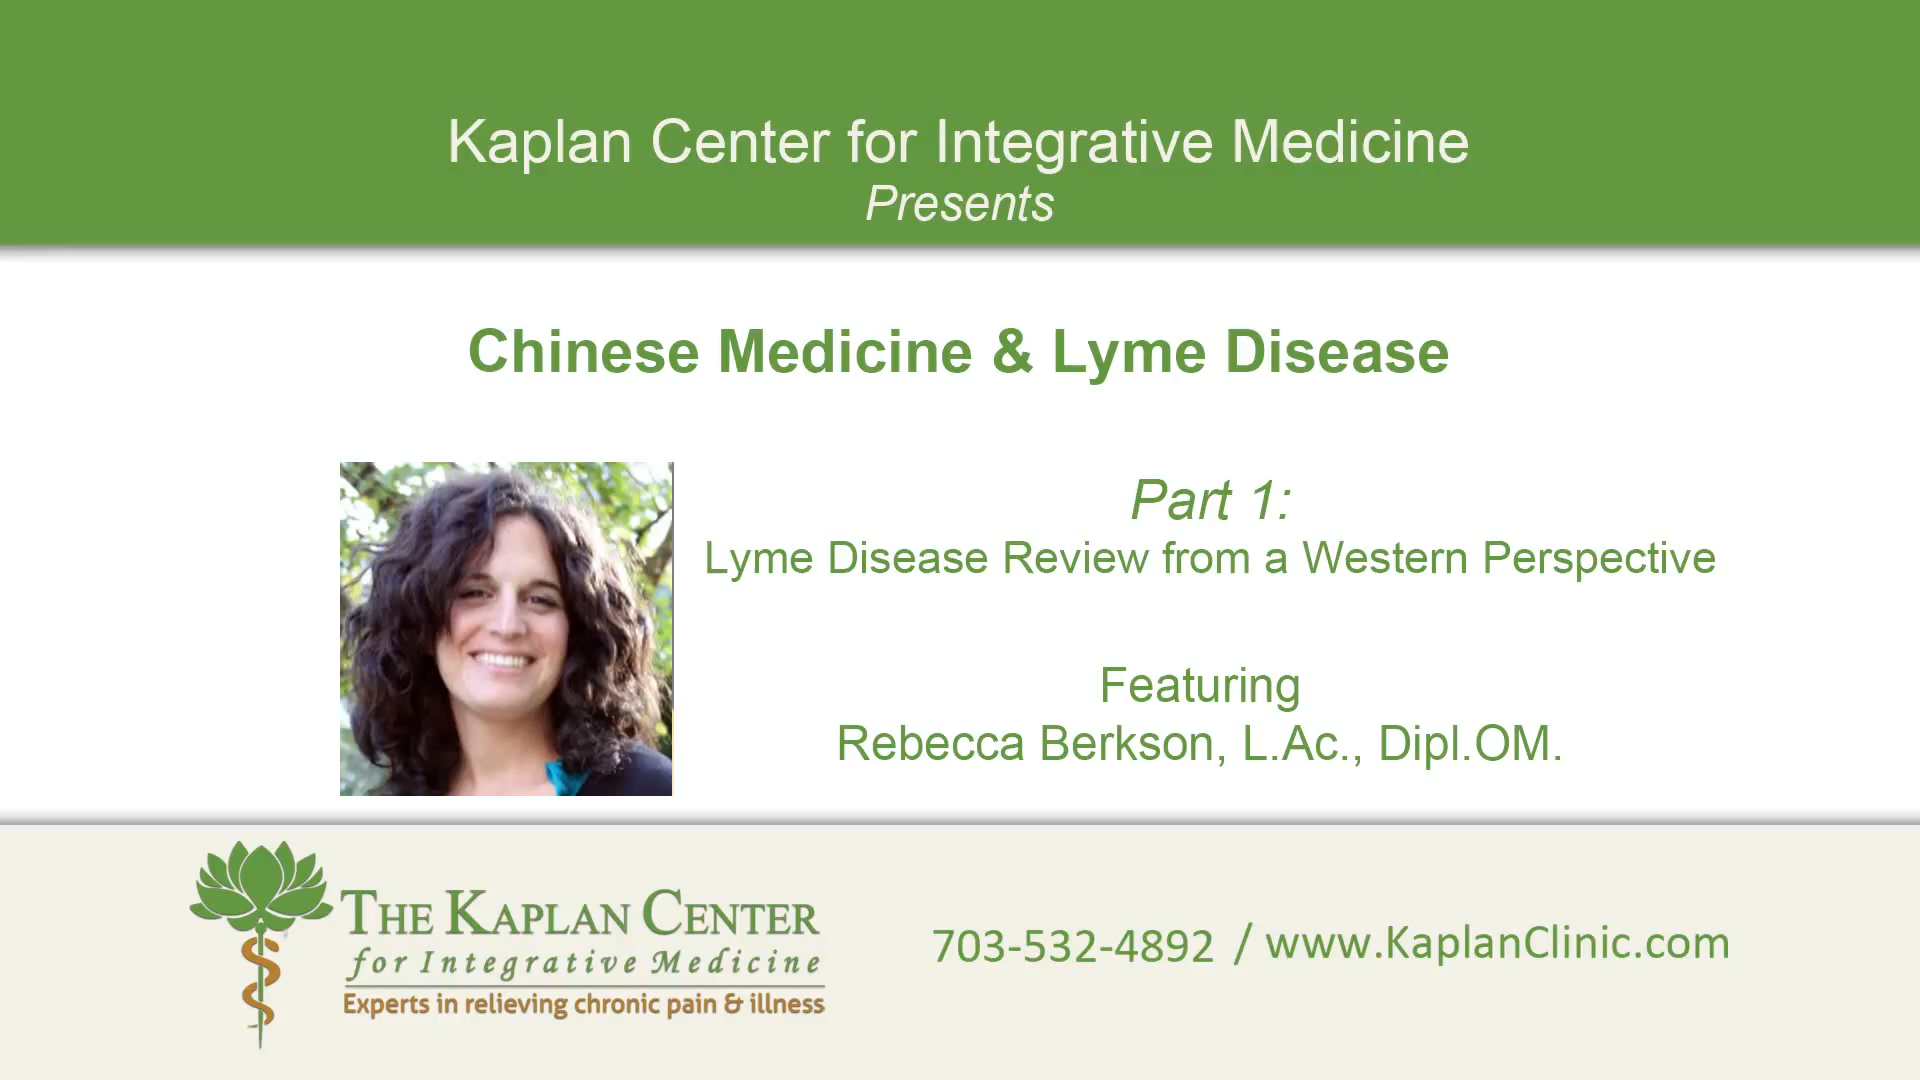 Kaplan Center for Integrative Medicine
Presents
Chinese Medicine & Lyme Disease
Part 1:
Lyme Disease Review from a Western Perspective
Featuring
Rebecca Berkson, L.Ac., Dipl.OM.
THE KAPLAN CENTER
for Integrative Medicine
Experts in relieving chronic pain & illness
703-532-4892 / www.KaplanClinic.com